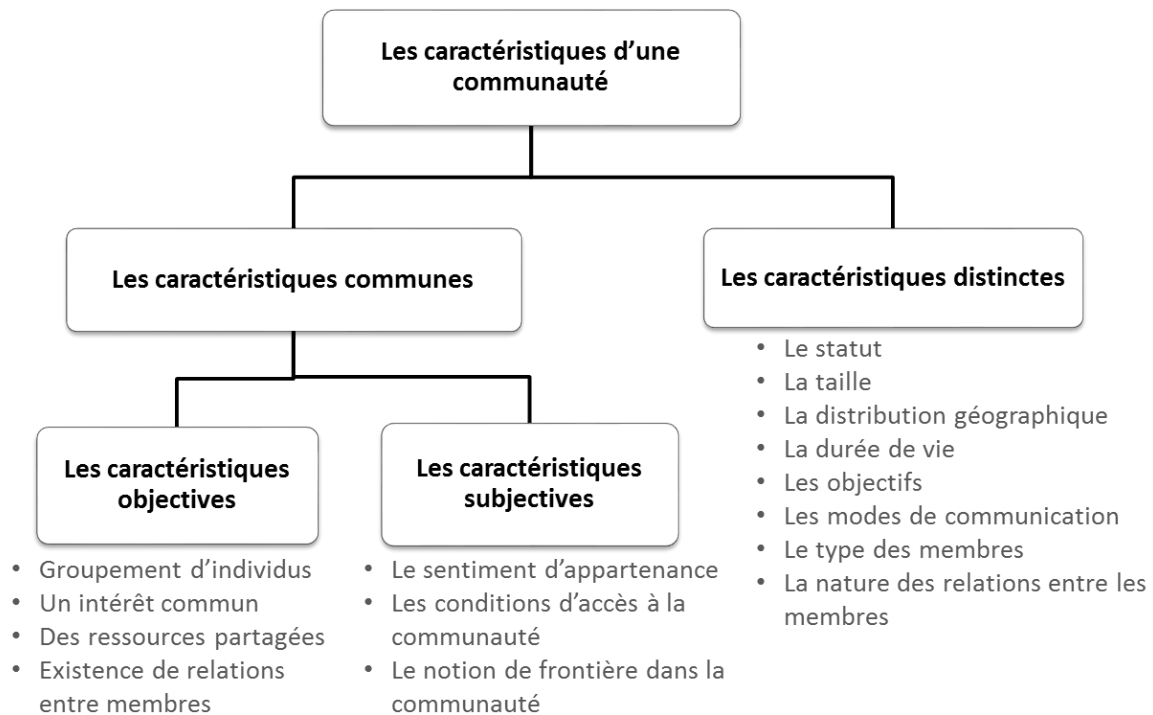 Les caractéristiques d’une
communauté
Les caractéristiques communes
Les caractéristiques distinctes
• Le statut
• La taille
• La distribution géographique
• La durée de vie
• Les objectifs
• Les modes de communication
• Le type des membres
• La nature des relations entre les
membres
Les caractéristiques
objectives
• Groupement d’individus
• Un intérêt commun
• Des ressources partagées
• Existence de relations
entre membres
Les caractéristiques
subjectives
• Le sentiment d’appartenance
• Les conditions d’accès à la
communauté
• Le notion de frontière dans la
communauté